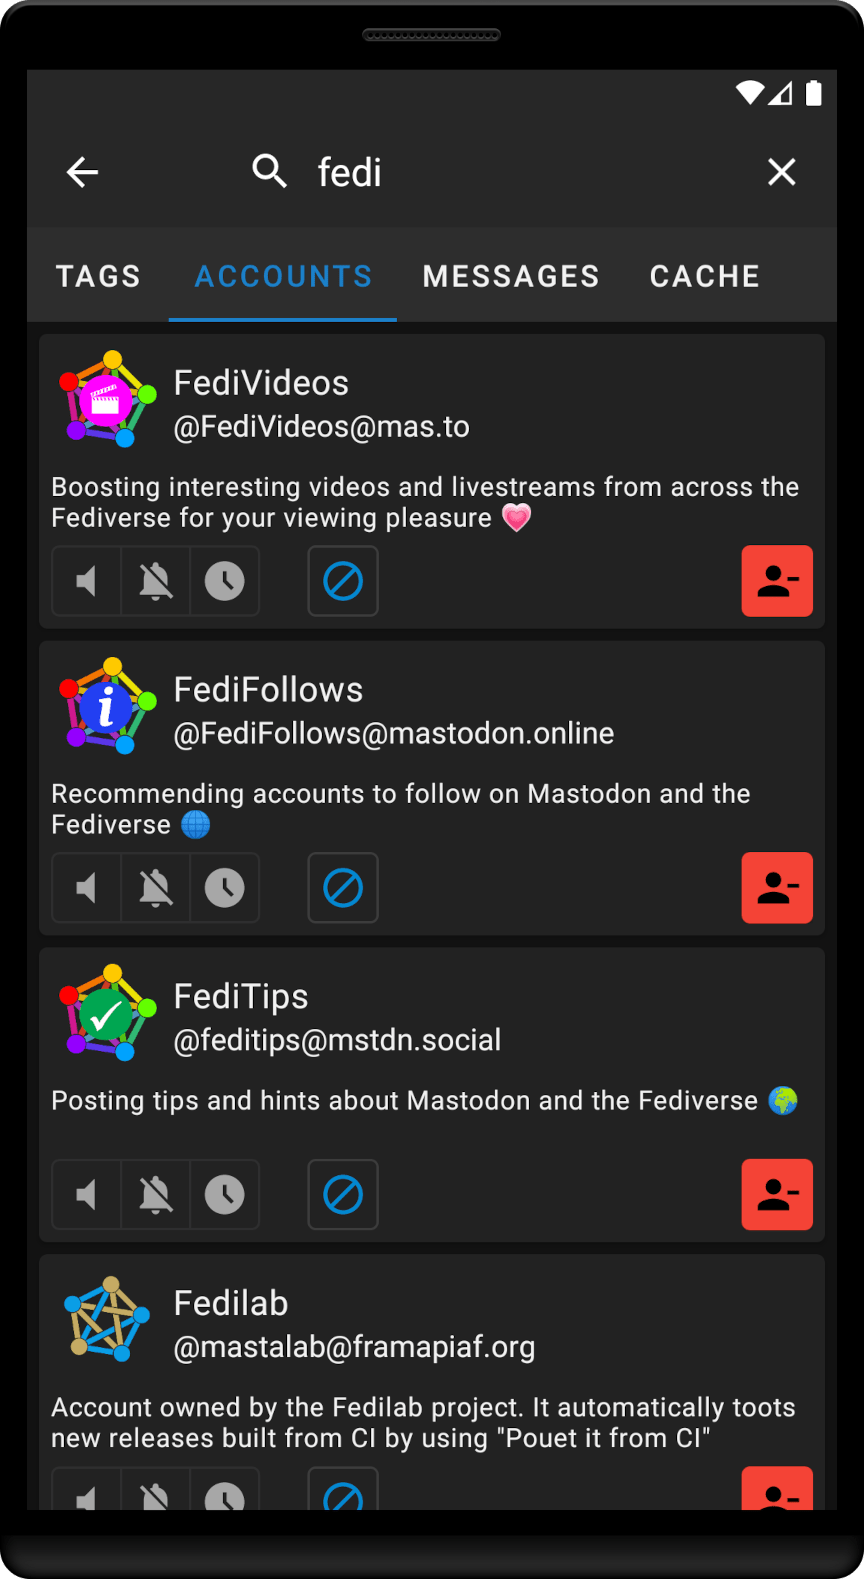 fedi
TAGS ACCOUNTS MESSAGES CACHE
FediVideos
@FediVideos@mas.to
Boosting interesting videos and livestreams from across the
Fediverse for your viewing pleasure 💗
FediFollows
@FediFollows@mastodon.online
Recommending accounts to follow on Mastodon and the
Fediverse 🌐
FediTips
@feditips@mstdn.social
Posting tips and hints about Mastodon and the Fediverse 🌍
Fedilab
@mastalab@framapiaf.org
Account owned by the Fedilab project. It automatically toots
new releases built from CI by using "Pouet it from CI"